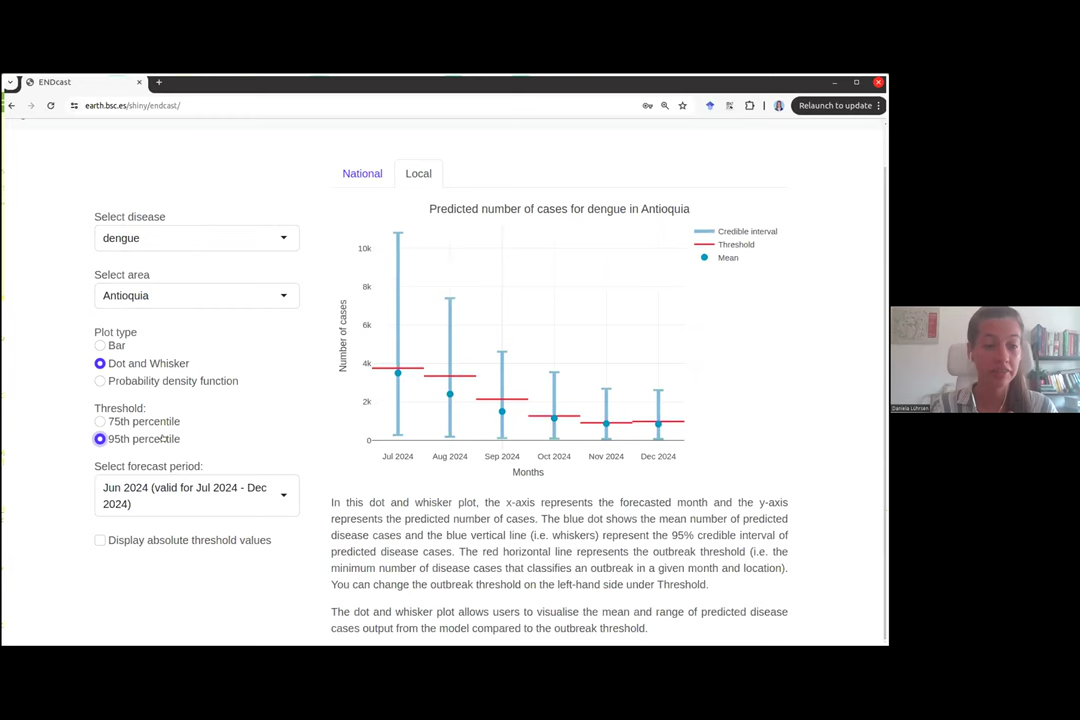 ENDcast
earth.bsc.es/shiny/endcast/
Relaunch to update
National
Local
Select disease
dengue
Select area
Antioquia
Plot type
Bar
Dot and Whisker
Probability density function
Threshold:
75th percentile
95th percentile
Select forecast period:
Jun 2024 (valid for Jul 2024 - Dec
2024)
Display absolute threshold values
Predicted number of cases for dengue in Antioquia
Credible interval
Threshold
Mean
Number of cases
10k
8k
6k
4k
2k
0
Jul 2024 Aug 2024 Sep 2024 Oct 2024 Nov 2024 Dec 2024
Months
In this dot and whisker plot, the x-axis represents the forecasted month and the y-axis
represents the predicted number of cases. The blue dot shows the mean number of predicted
disease cases and the blue vertical line (i.e. whiskers) represent the 95% credible interval of
predicted disease cases. The red horizontal line represents the outbreak threshold (i.e. the
minimum number of disease cases that classifies an outbreak in a given month and location).
You can change the outbreak threshold on the left-hand side under Threshold.
The dot and whisker plot allows users to visualise the mean and range of predicted disease
cases output from the model compared to the outbreak threshold.
Daniela Lührsen